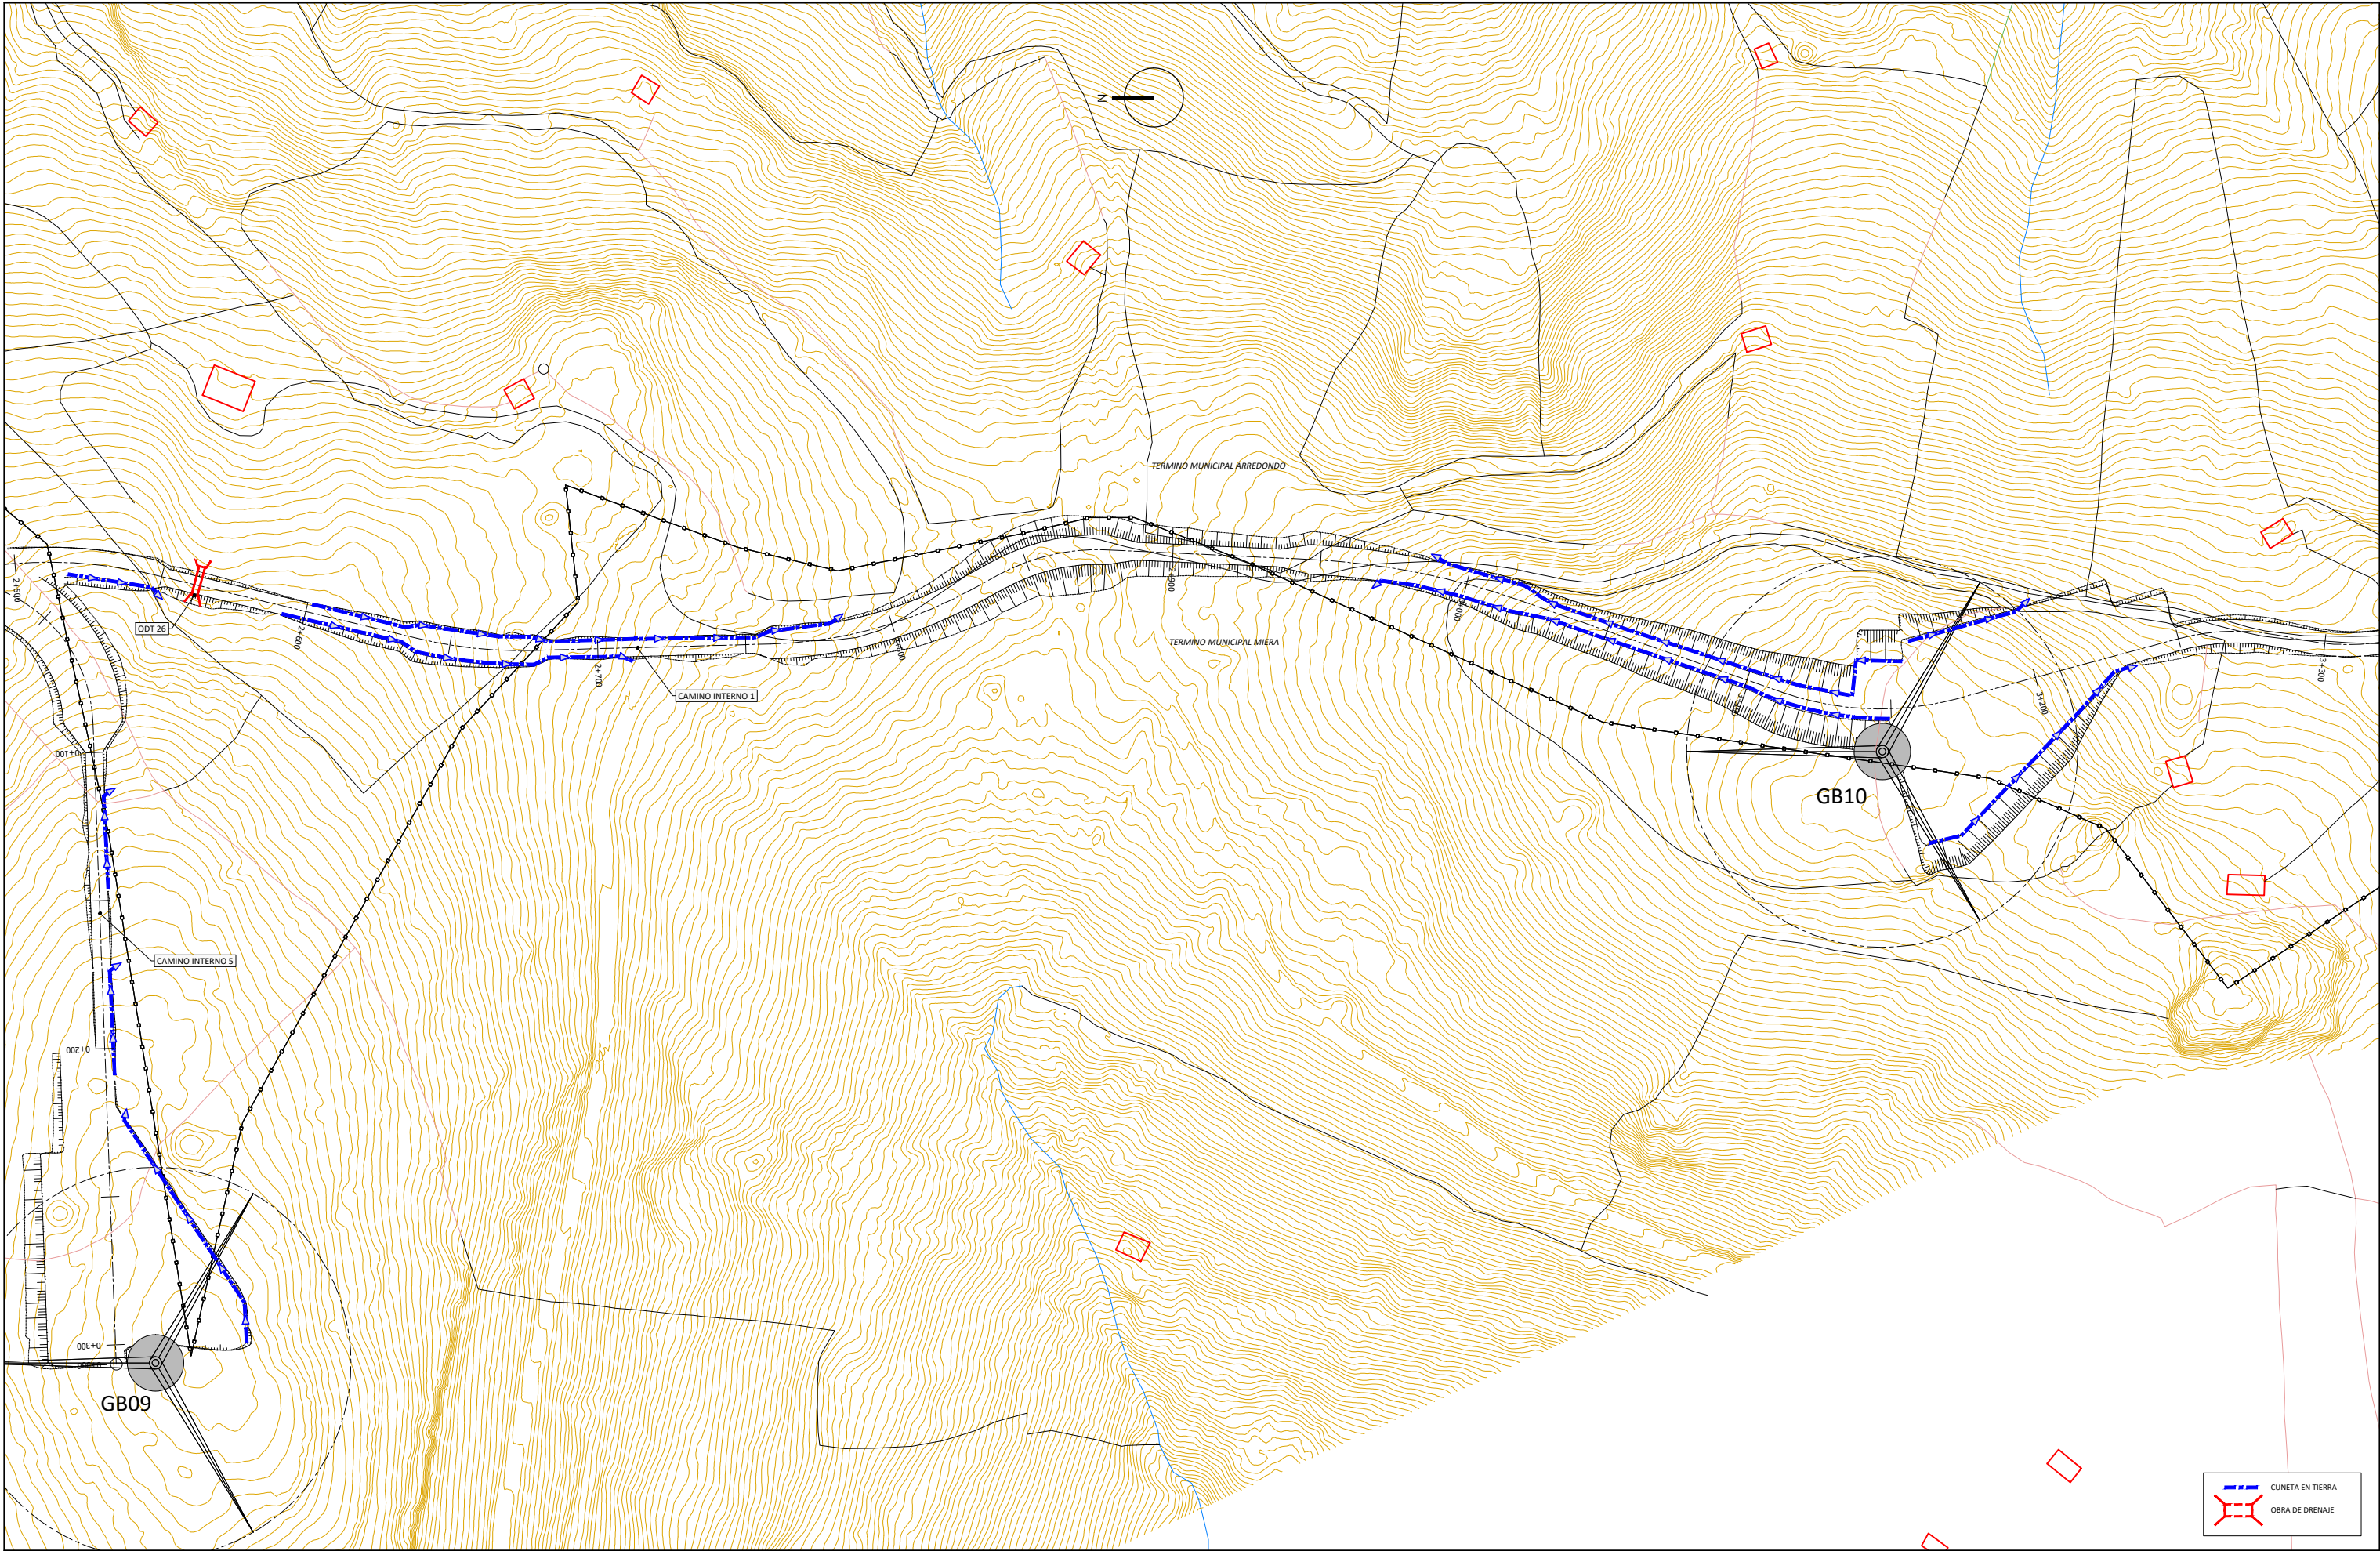 N
TERMINO MUNICIPAL ARREDONDO
2+500
ODT 26
2+600
2+700
CAMINO INTERNO 1
2+900
TERMINO MUNICIPAL MIERA
3+200
3+300
0+100
GB10
CAMINO INTERNO 5
0+200
0+300
GB09
CUNETA EN TIERRA
OBRA DE DRENAJE